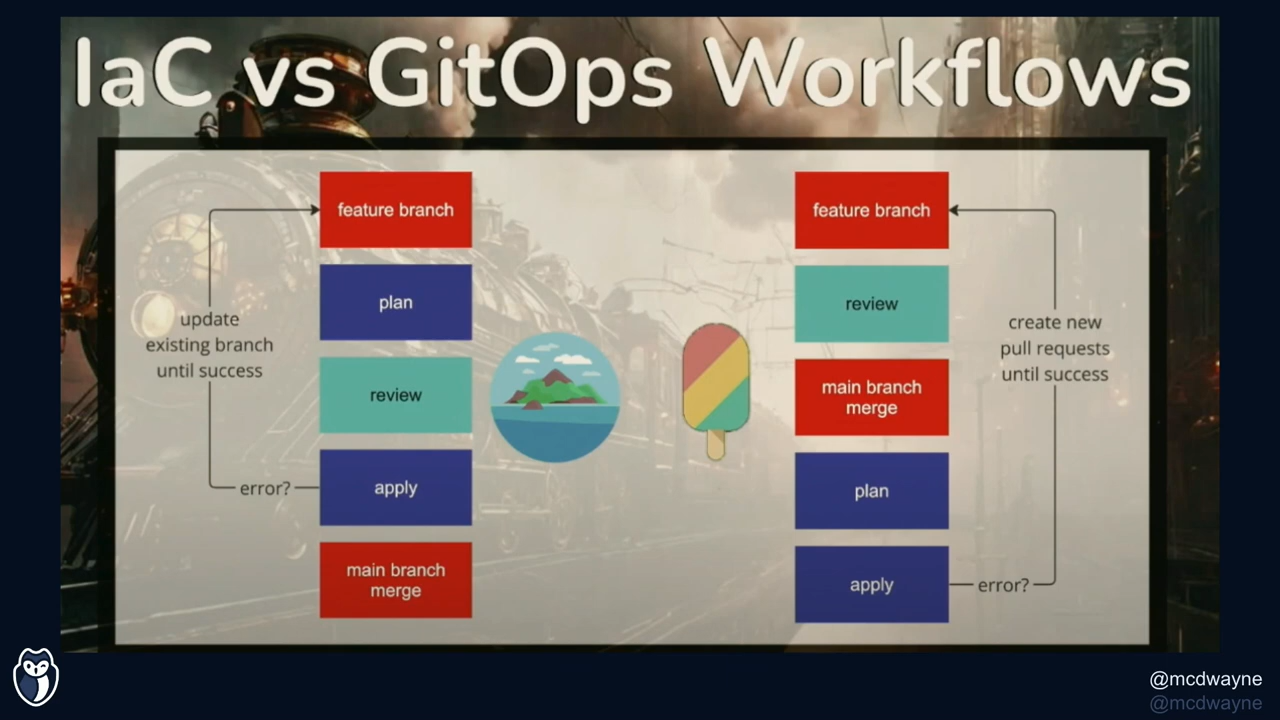 IaC vs GitOps Workflows
feature branch
plan
update
existing branch
until success
review
error?
apply
main branch
merge
feature branch
review
create new
pull requests
until success
main branch
merge
plan
apply
error?
@mcdwayne
@mcdwayne